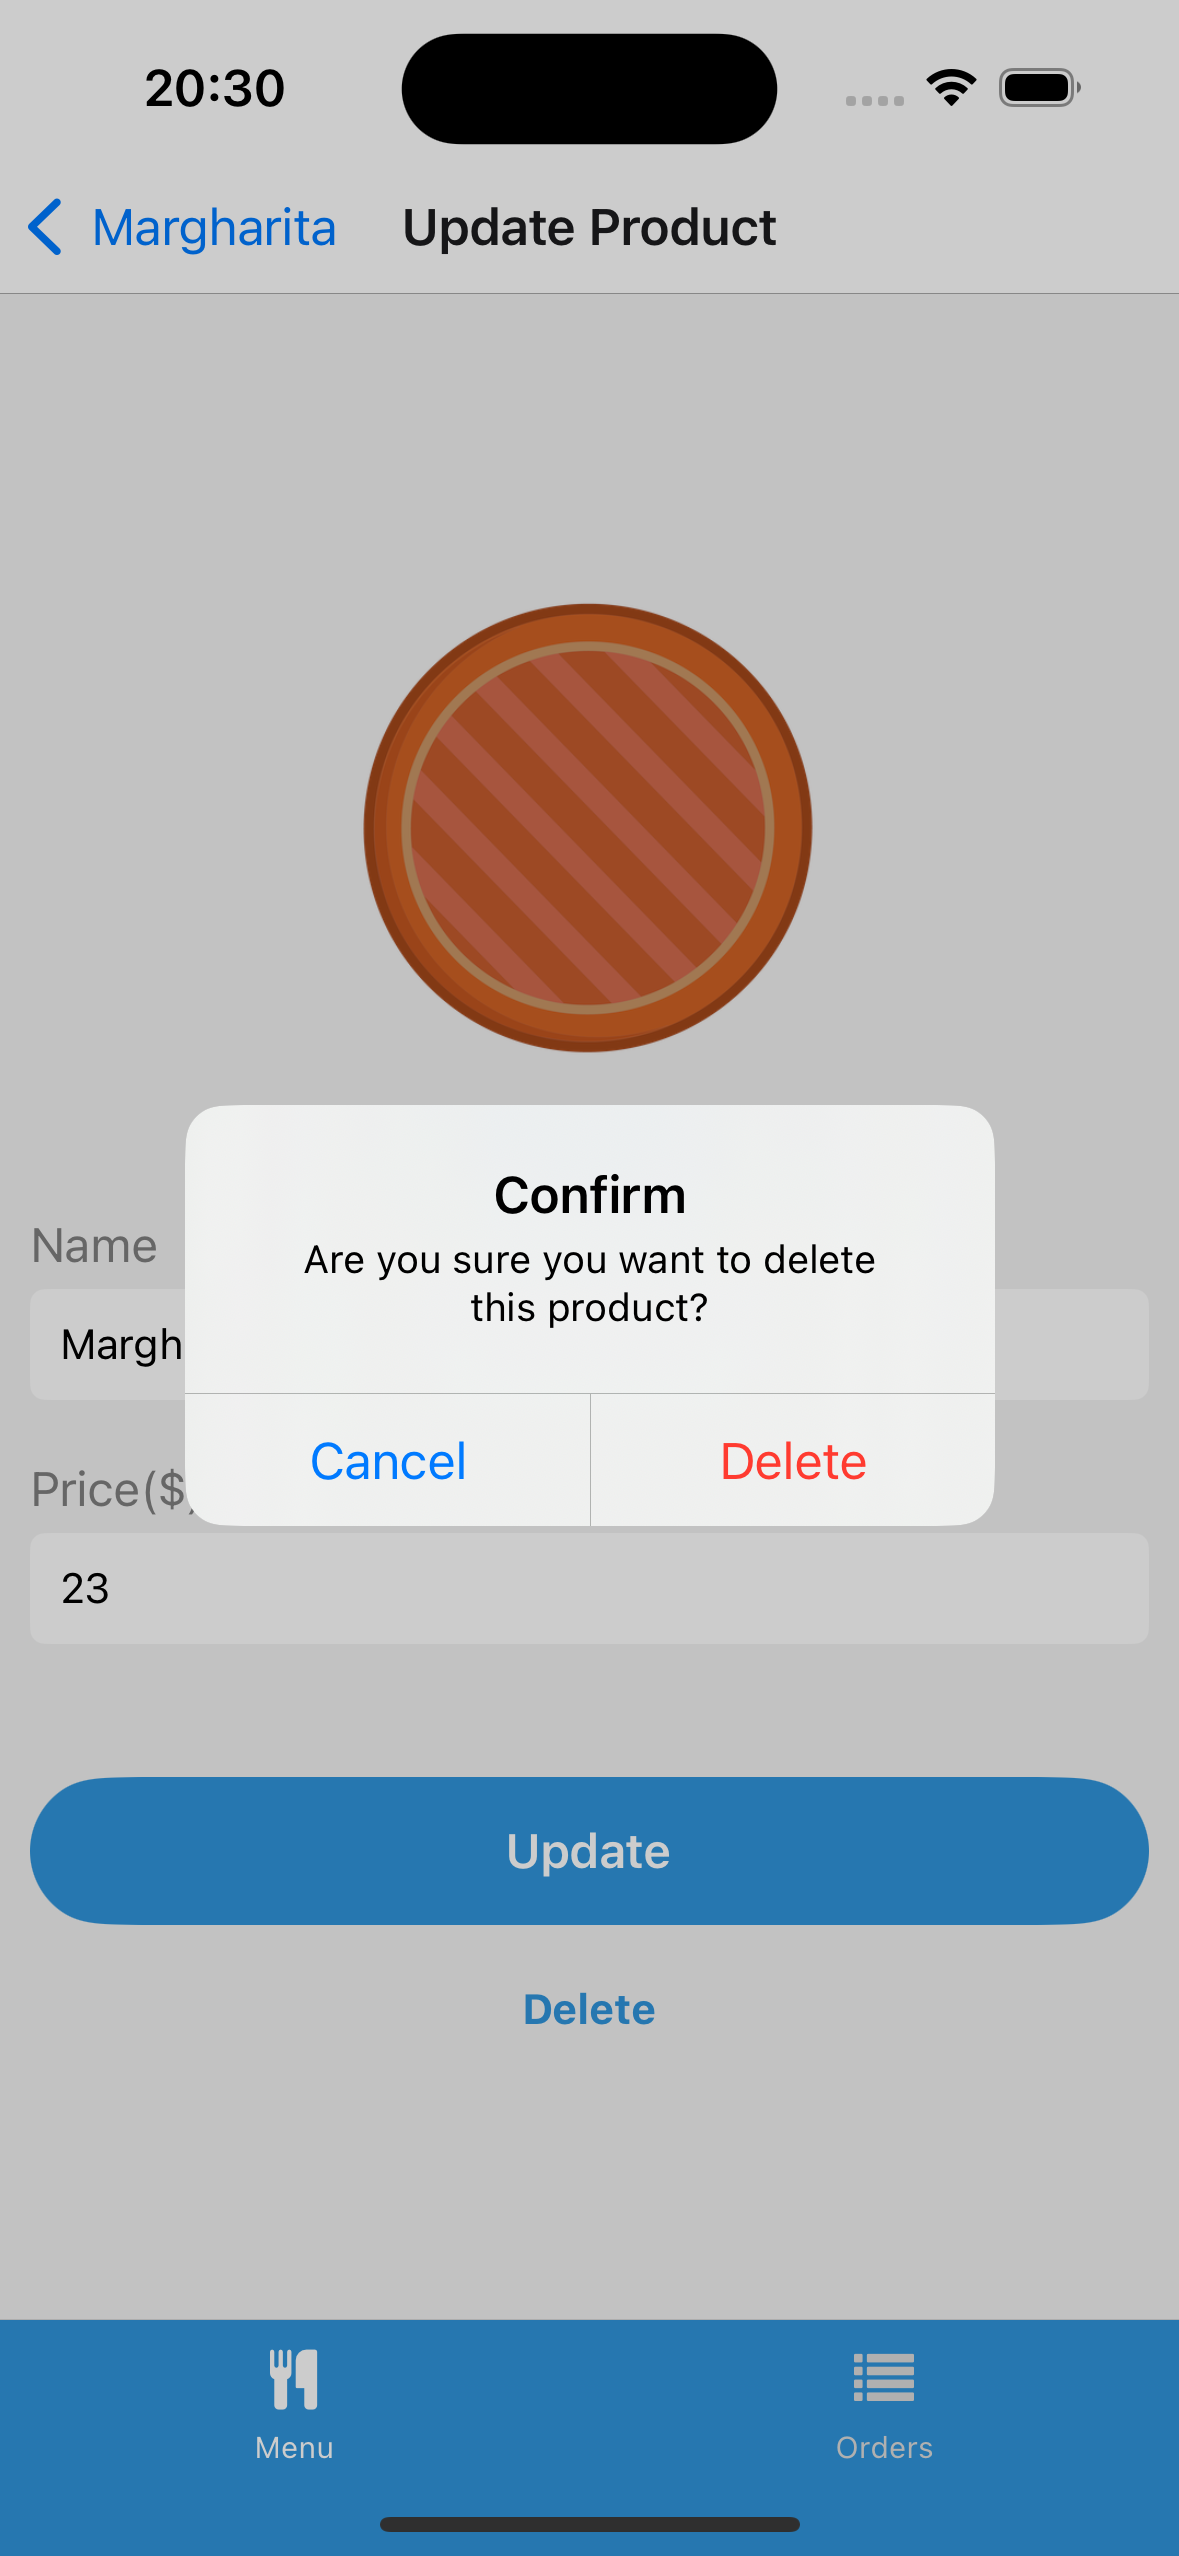 20:30
Margharita
Update Product
Confirm
Are you sure you want to delete
this product?
Name
Margh
Cancel
Delete
Price($)
23
Update
Delete
Menu
Orders